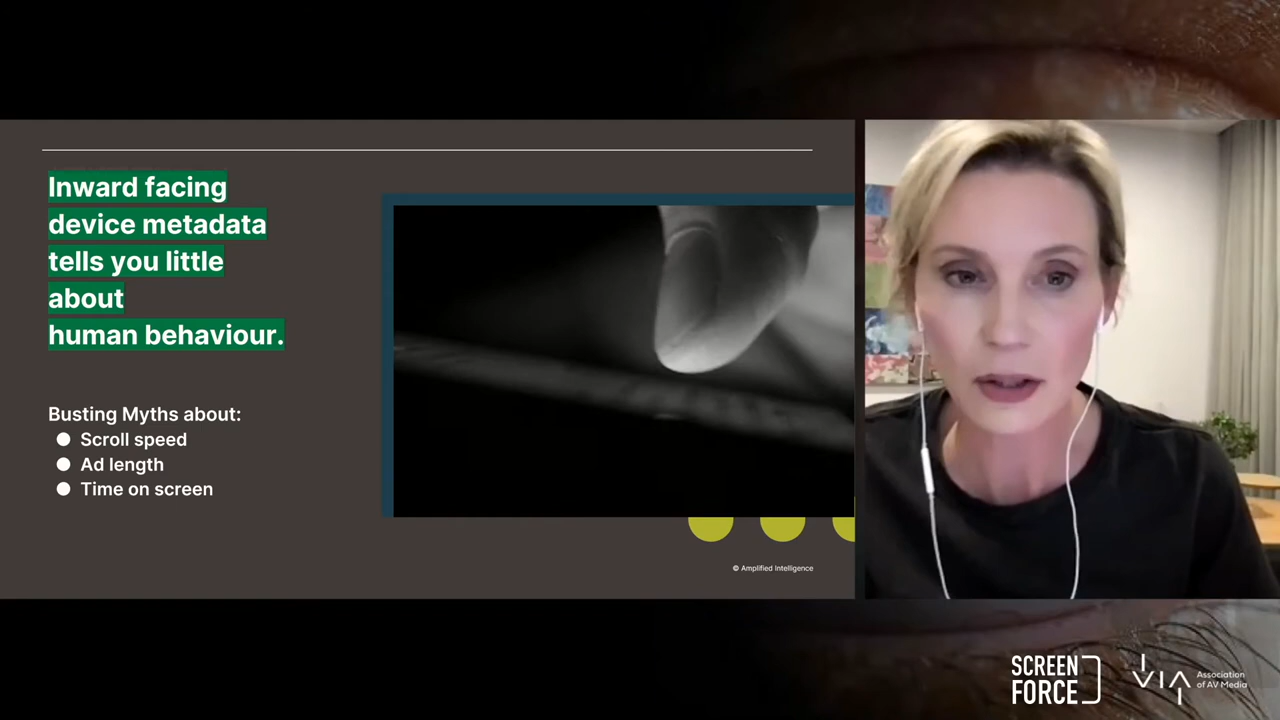 Inward facing
device metadata
tells you little
about
human behaviour.
Busting Myths about:
Scroll speed
Ad length
Time on screen
© Amplified Intelligence
SCREEN
FORCE
VIA
Association
of AV Media